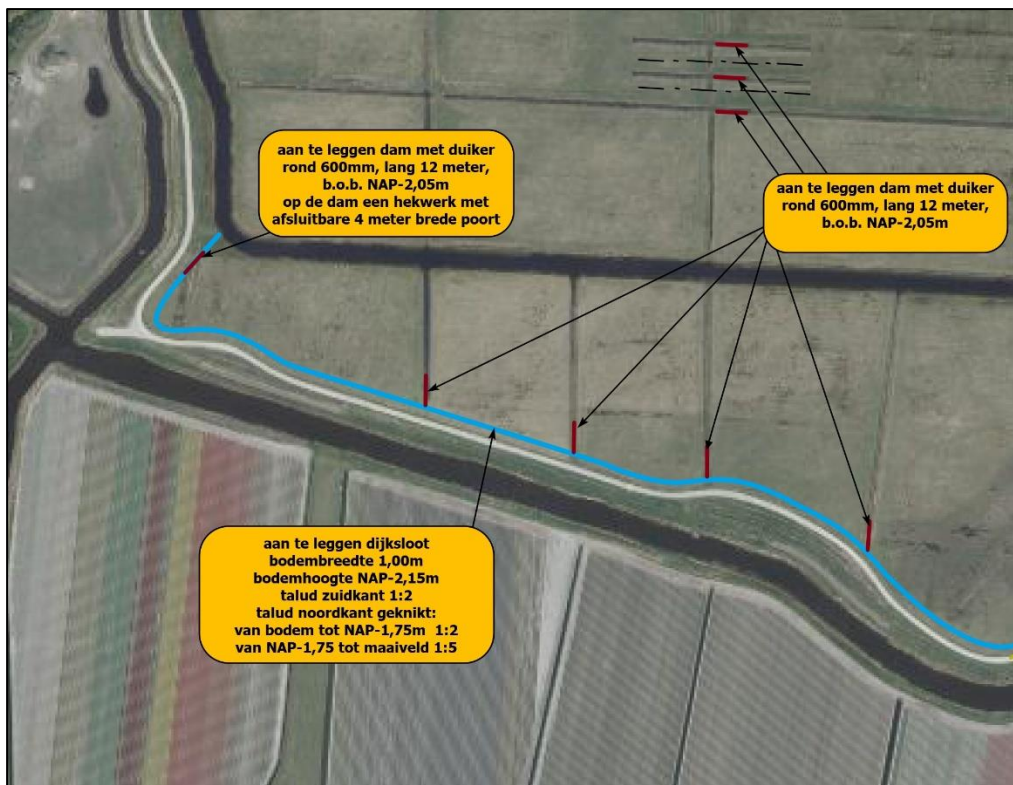 aan te leggen dam met duiker
rond 600mm, lang 12 meter,
b.o.b. NAP-2,05m
op de dam een hekwerk met
afsluitbare 4 meter brede poort
aan te leggen dam met duiker
rond 600mm, lang 12 meter,
b.o.b. NAP-2,05m
aan te leggen dijksloot
bodembreedte 1,00m
bodemhoogte NAP-2,15m
talud zuidkant 1:2
talud noordkant geknikt:
van bodem tot NAP-1,75m 1:2
van NAP-1,75 tot maaiveld 1:5